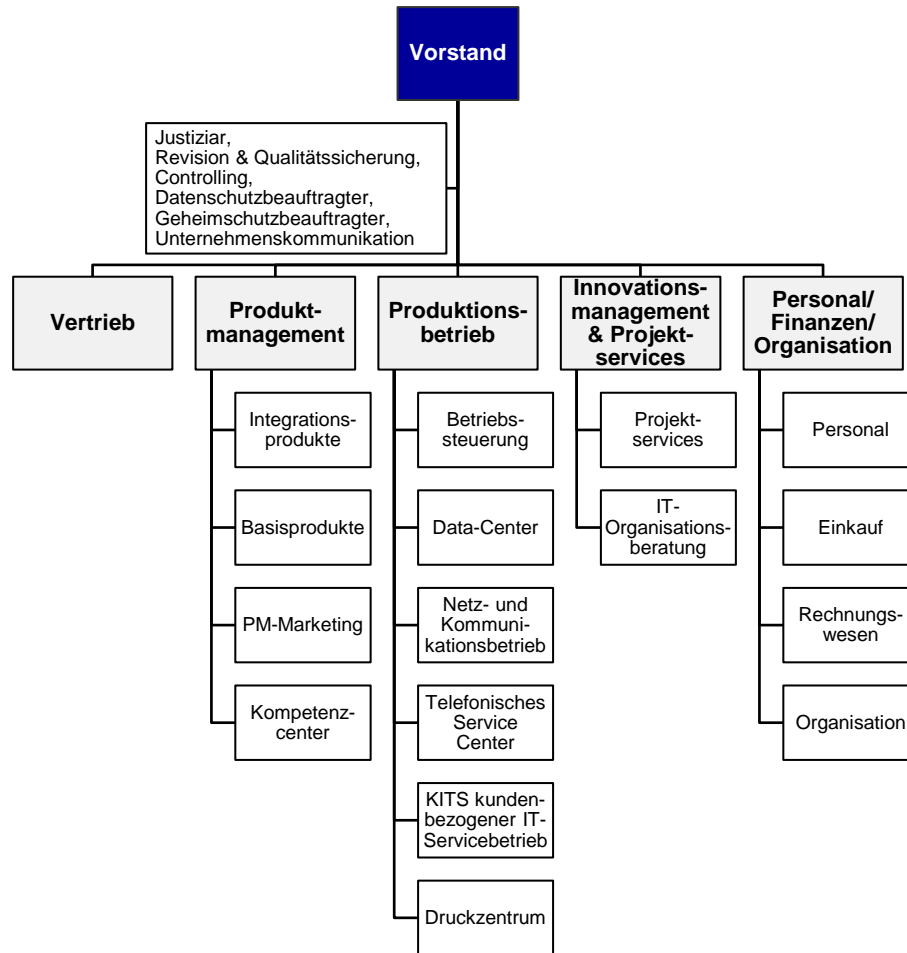 Vorstand
Justiziar,
Revision & Qualitätssicherung,
Controlling,
Datenschutzbeauftragter,
Geheimschutzbeauftragter,
Unternehmenskommunikation
Vertrieb
Produkt-
management
Produktions-
betrieb
Innovations-
management
& Projekt-
services
Personal/
Finanzen/
Organisation
Integrations-
produkte
Basisprodukte
PM-Marketing
Kompetenz-
center
Betriebs-
steuerung
Data-Center
Netz- und
Kommuni-
kationsbetrieb
Telefonisches
Service
Center
KITS kunden-
bezogener IT-
Servicebetrieb
Druckzentrum
Projekt-
services
IT-
Organisations-
beratung
Personal
Einkauf
Rechnungs-
wesen
Organisation